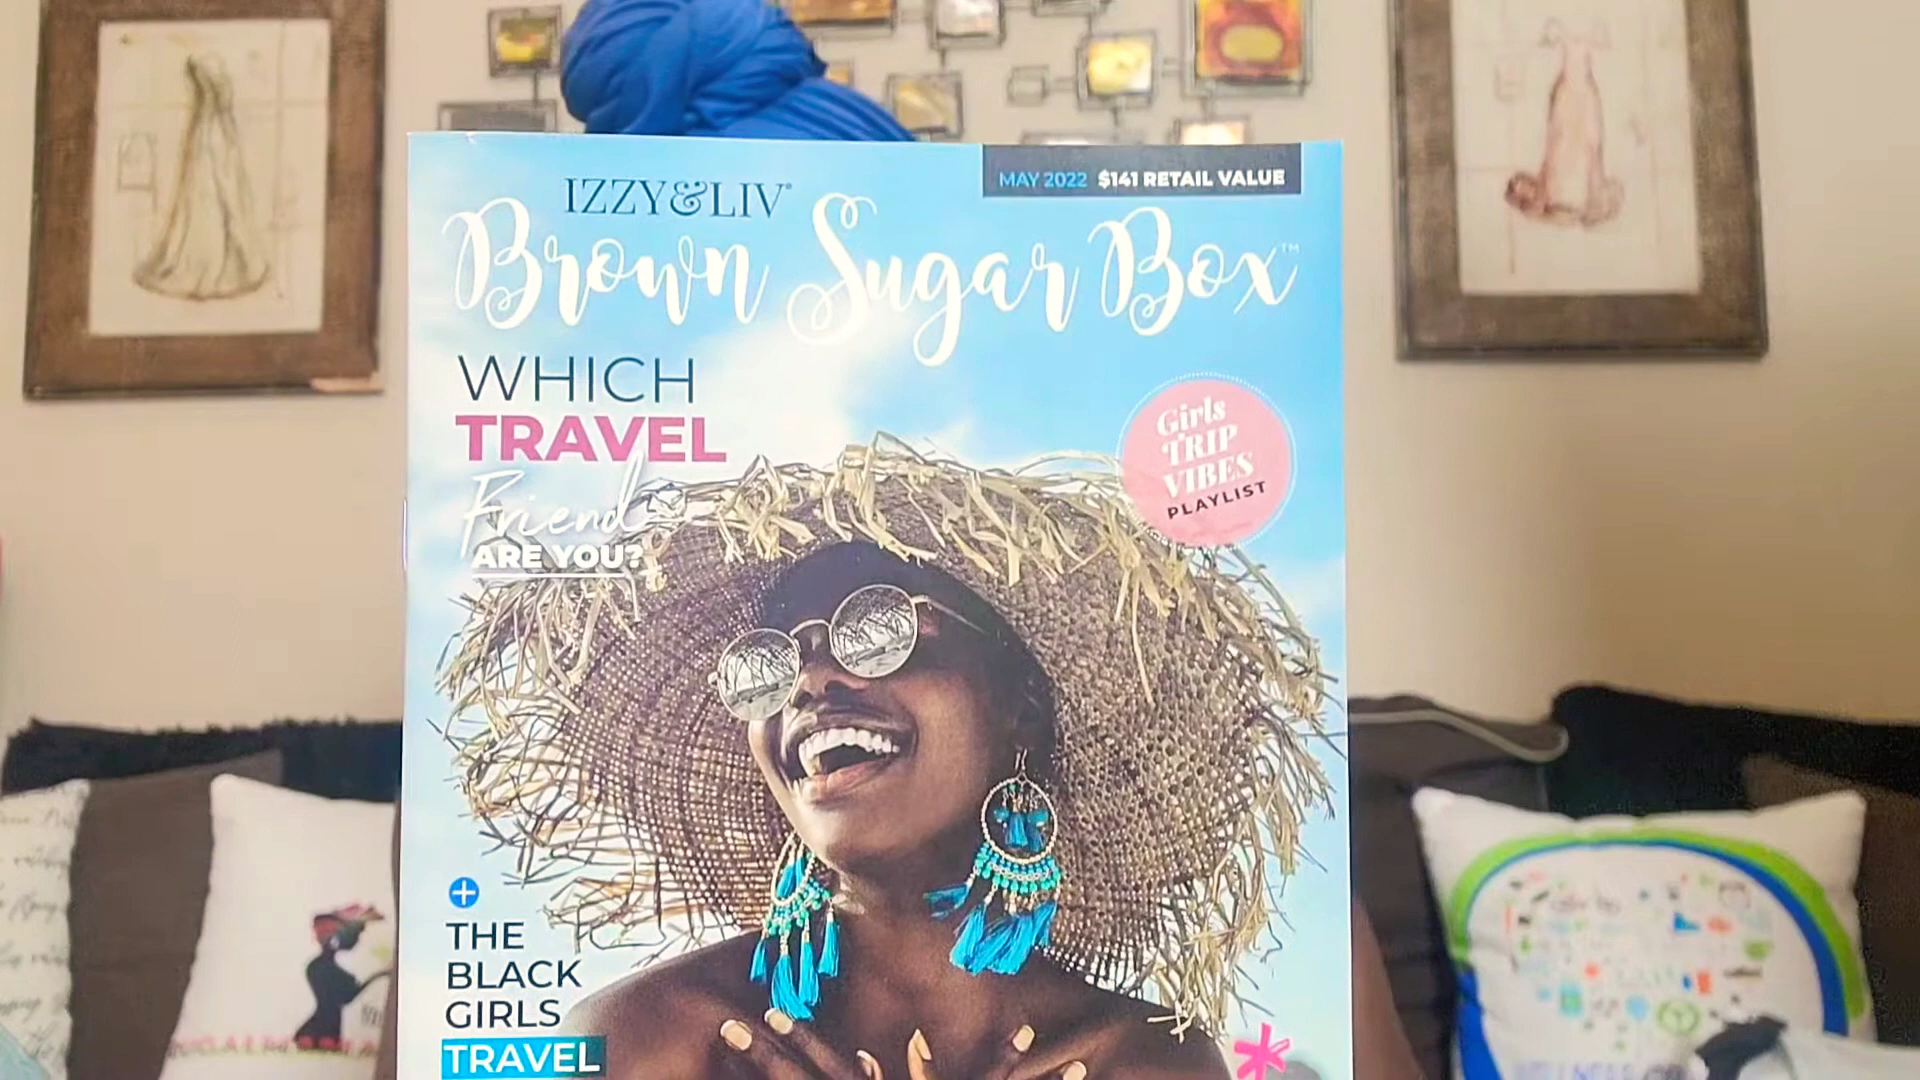 IZZY&LIV®
MAY 2022 $141 RETAIL VALUE
Brown Sugar Box™
WHICH
TRAVEL
Friend
ARE YOU?
Girls
TRIP
VIBES
PLAYLIST
+
THE
BLACK
GIRLS
TRAVEL